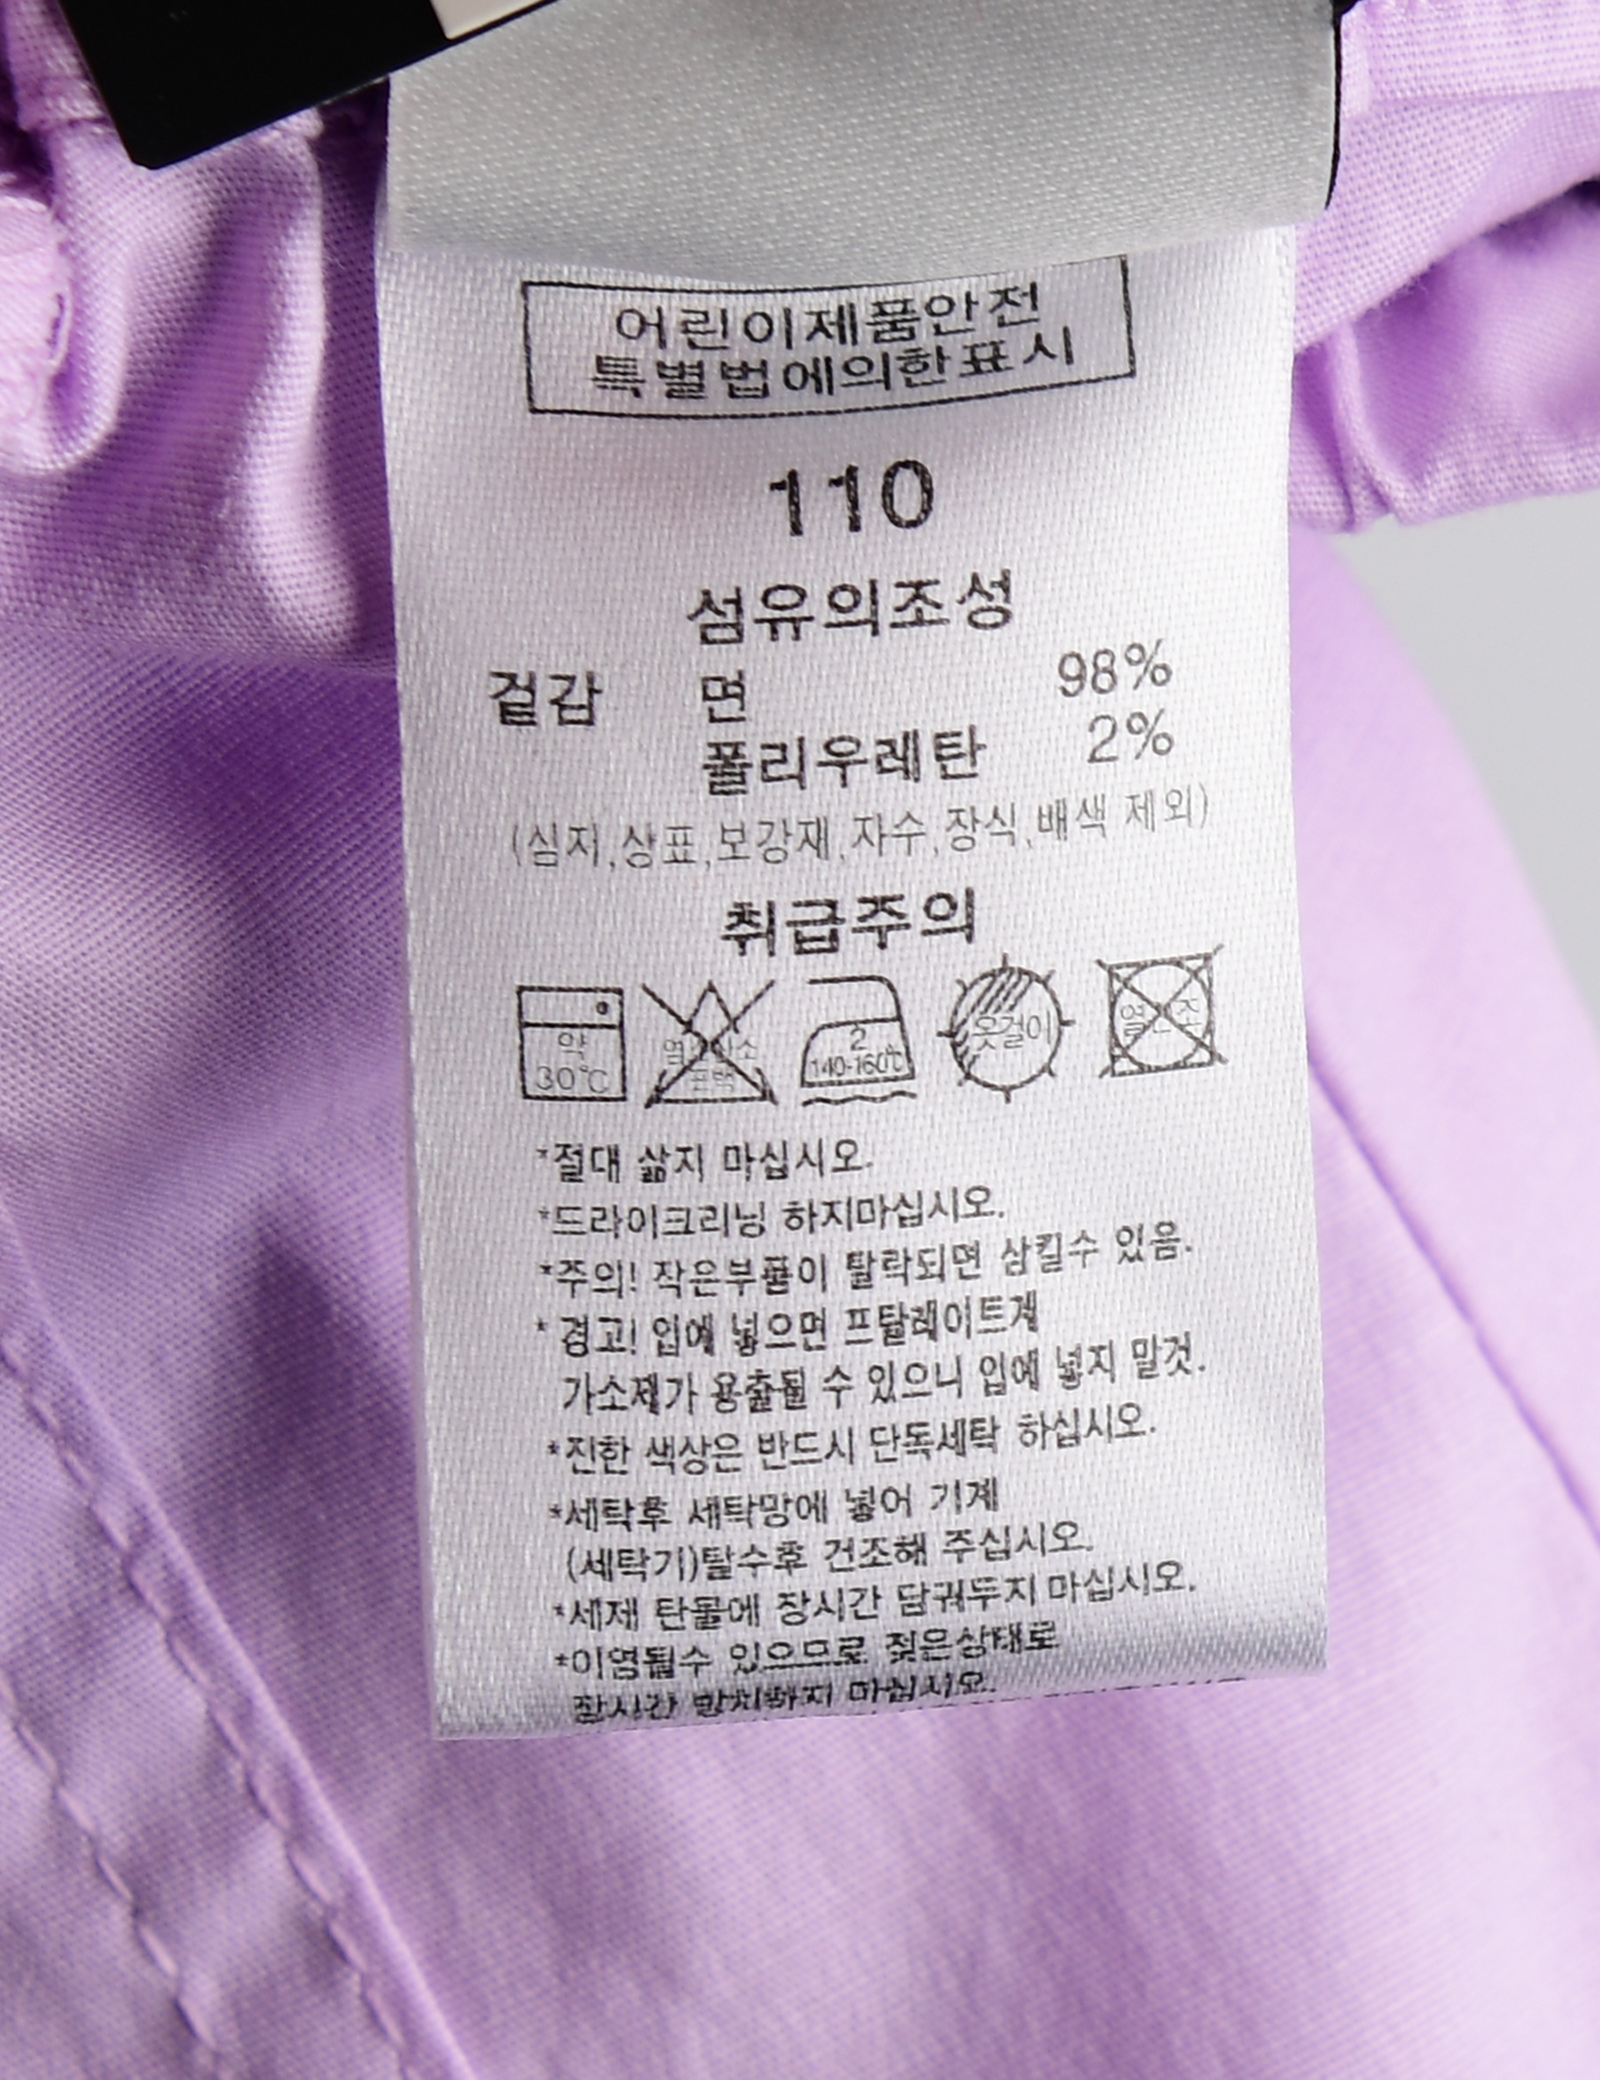 어린이제품안전
특별법에의한표시
110
섬유의조성
겉감 면 98%
폴리우레탄 2%
(심지,상표,보강재,자수,장식,배색 제외)
취급주의
약
30℃
염소
표백
2
140-160℃
옷걸이
*절대 삶지 마십시오.
*드라이크리닝 하지마십시오.
*주의! 작은부품이 탈락되면 삼킬수 있음.
* 경고! 입에 넣으면 프탈레이트계
가소제가 용출될 수 있으니 입에 넣지 말것.
*진한 색상은 반드시 단독세탁 하십시오.
*세탁후 세탁망에 넣어 기계
(세탁기)탈수후 건조해 주십시오.
*세제 탄물에 장시간 담궈두지 마십시오.
*이염될수 있으므로 젖은상태로
장시간 방치하지 마십시오.